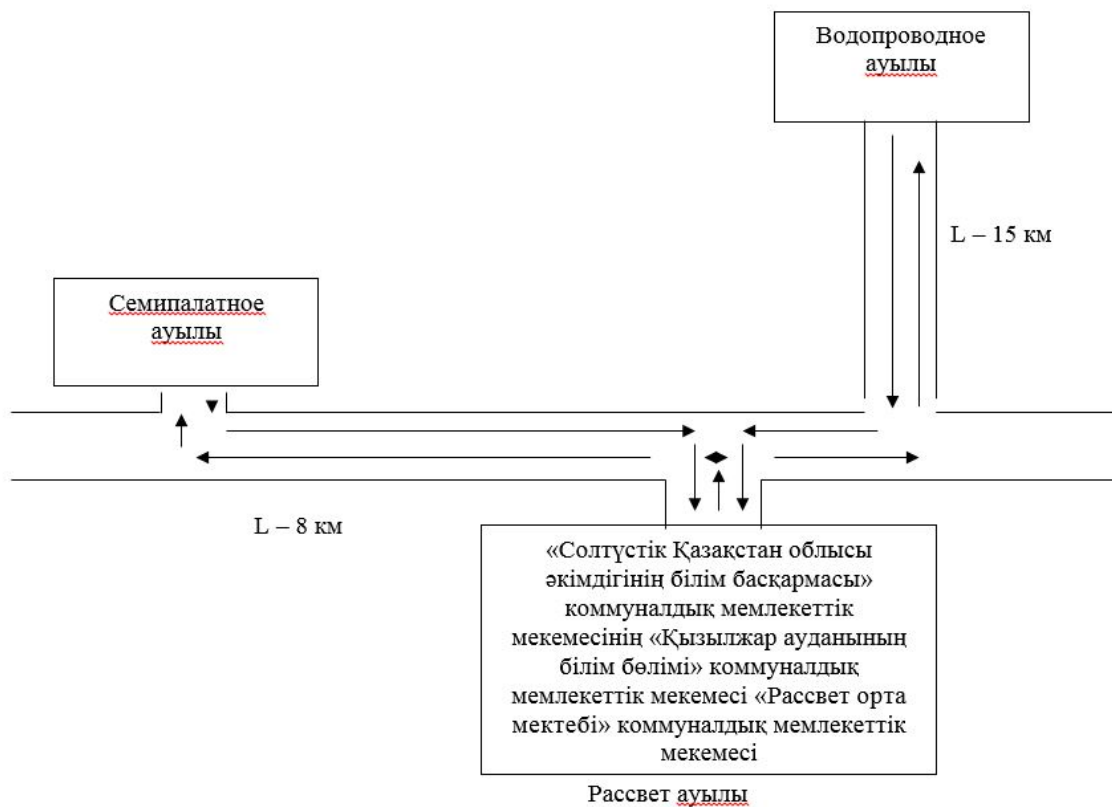 Водопроводное
ауылы
L – 15 км
Семипалатное
ауылы
L – 8 км
«Солтүстік Қазақстан облысы
әкімдігінің білім басқармасы»
коммуналдық мемлекеттік
мекемесінің «Қызылжар ауданының
білім бөлімі» коммуналдық
мемлекеттік мекемесі «Рассвет орта
мектебі» коммуналдық мемлекеттік
мекемесі
Рассвет ауылы